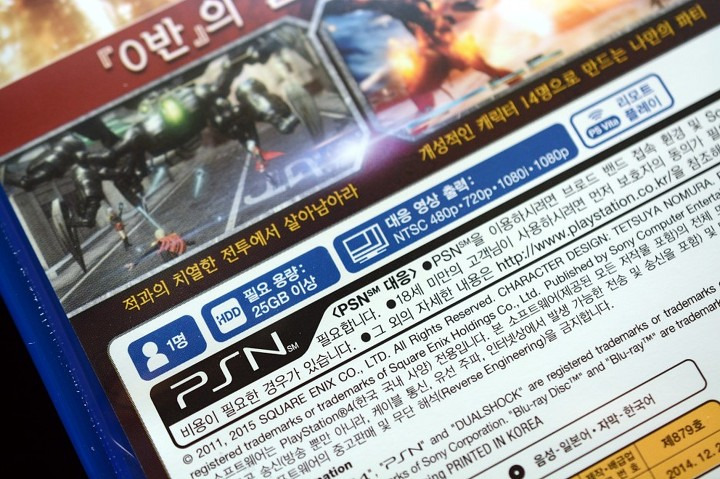 『0반』의
적과의 치열한 전투에서 살아남아라
개성적인 캐릭터 14명으로 만드는 나만의 파티
1명
HDD
필요 용량:
25GB 이상
대응 영상 출력:
NTSC 480p·720p·1080i·1080p
PS Vita
리모트
플레이
PSN SM
〈PSN℠ 대응〉 ●PSN℠을 이용하시려면 브로드 밴드 접속 환경 및
필요합니다. ●18세 미만의 고객님이 사용하시려면 먼저 보호자의 동의가
비용이 필요한 경우가 있습니다. ●그 외의 자세한 내용은 http://www.playstation.co.kr/을
© 2011, 2015 SQUARE ENIX CO., LTD. All Rights Reserved. CHARACTER DESIGN: TETSUYA NOMURA.
registered trademarks or trademarks of Square Enix Holdings Co., Ltd. Published by Sony Computer
소프트웨어는 PlayStation®4(한국 국내 사양) 전용입니다. 본 소프트웨어(제공된 모든 저작물 포함)의 전체
송신(방송 뿐만 아니라, 케이블 통신, 유선 주파, 인터넷상에서 발생 가능한 전송 및 송신을 포함) 및
소프트웨어의 중고판매 및 무단 해석(Reverse Engineering)을 금지합니다.
and "DUALSHOCK" are registered trademarks or trademarks
of Sony Corporation. "Blu-ray Disc™" and "Blu-ray™" are
PRINTED IN KOREA
● 음성·일본어·자막·한국어
제작·배급업
제879호
2014. 12. 2